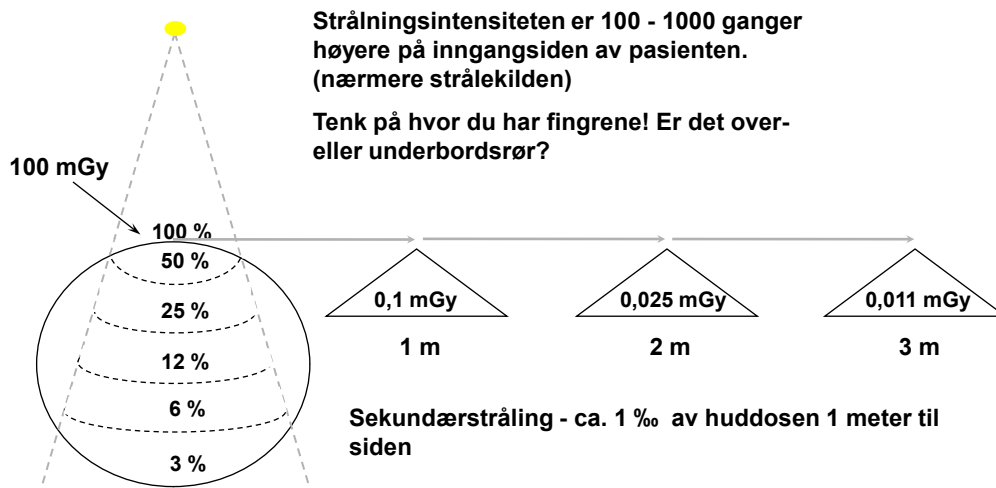 Strålningsintensiteten er 100 - 1000 ganger
høyere på inngangsiden av pasienten.
(nærmere strålekilden)
Tenk på hvor du har fingrene! Er det over-
eller underbordsrør?
100 mGy
100 %
50 %
25 %
12 %
6 %
3 %
0,1 mGy
0,025 mGy
0,011 mGy
1 m
2 m
3 m
Sekundærstråling - ca. 1 ‰ av huddosen 1 meter til
siden